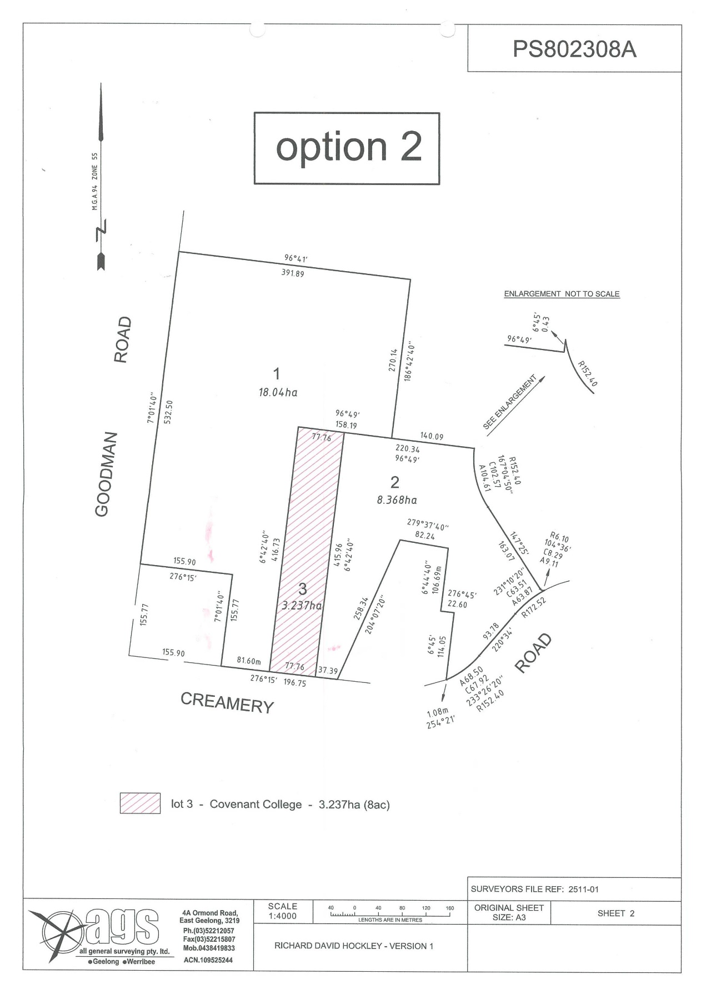 PS802308A
option 2
M.G.A.94 ZONE 55
96°41'
391.89
ENLARGEMENT NOT TO SCALE
6°45'
0.43
96°49'
R152.40
SEE ENLARGEMENT
GOODMAN ROAD
7°01'40"
532.50
1
18.04ha
270.14
186°42'40"
96°49'
158.19
77.76
140.09
220.34
96°49'
2
8.368ha
R152.40
167°04'50"
C102.57
A104.61
279°37'40"
82.24
147°25'
163.07
R6.10
104°36'
C8.29
A9.11
6°42'40"
416.73
415.96
6°42'40"
155.90
276°15'
6°44'40"
106.69m
276°45'
22.60
231°10'20"
C63.51
A63.87
R172.52
3
3.237ha
155.77
7°01'40"
155.77
258.34
204°07'20"
93.78
220°34'
6°45'
114.05
155.90
81.60m
77.76
37.39
276°15' 196.75
A68.50
C67.92
233°26'20"
R152.40
1.08m
254°21'
CREAMERY ROAD
lot 3 - Covenant College - 3.237ha (8ac)
SURVEYORS FILE REF: 2511-01
ags
all general surveying pty. ltd.
●Geelong ●Werribee
4A Ormond Road,
East Geelong, 3219
Ph.(03)52212057
Fax(03)52215807
Mob.0438419833
ACN.109525244
SCALE
1:4000
40 0 40 80 120 160
LENGTHS ARE IN METRES
ORIGINAL SHEET
SIZE: A3
SHEET 2
RICHARD DAVID HOCKLEY - VERSION 1